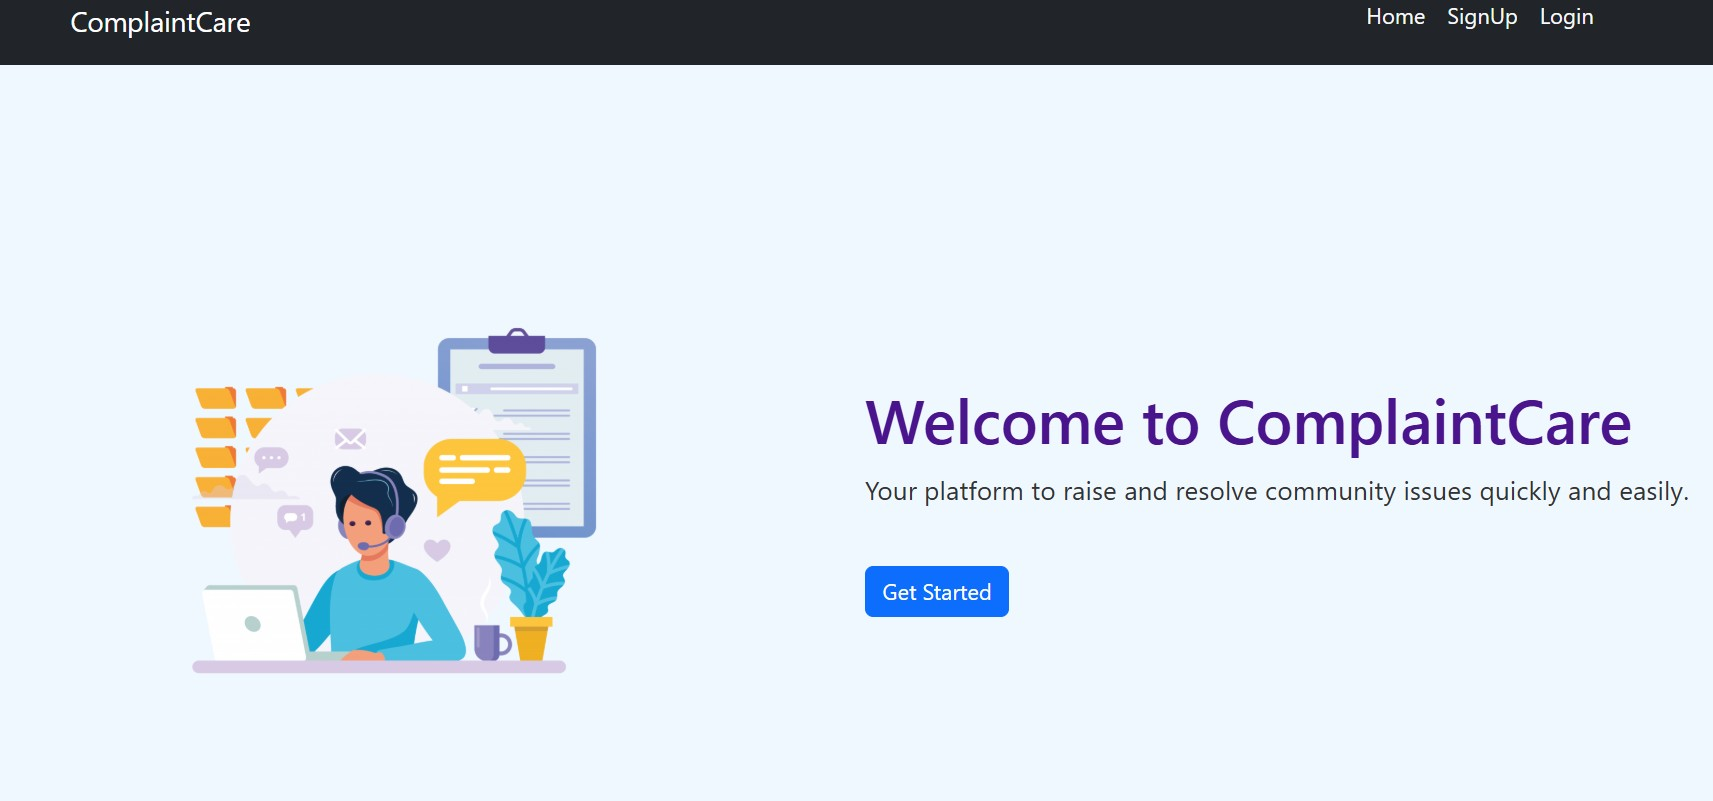 ComplaintCare
Home SignUp Login
Welcome to ComplaintCare
Your platform to raise and resolve community issues quickly and easily.
1
Get Started